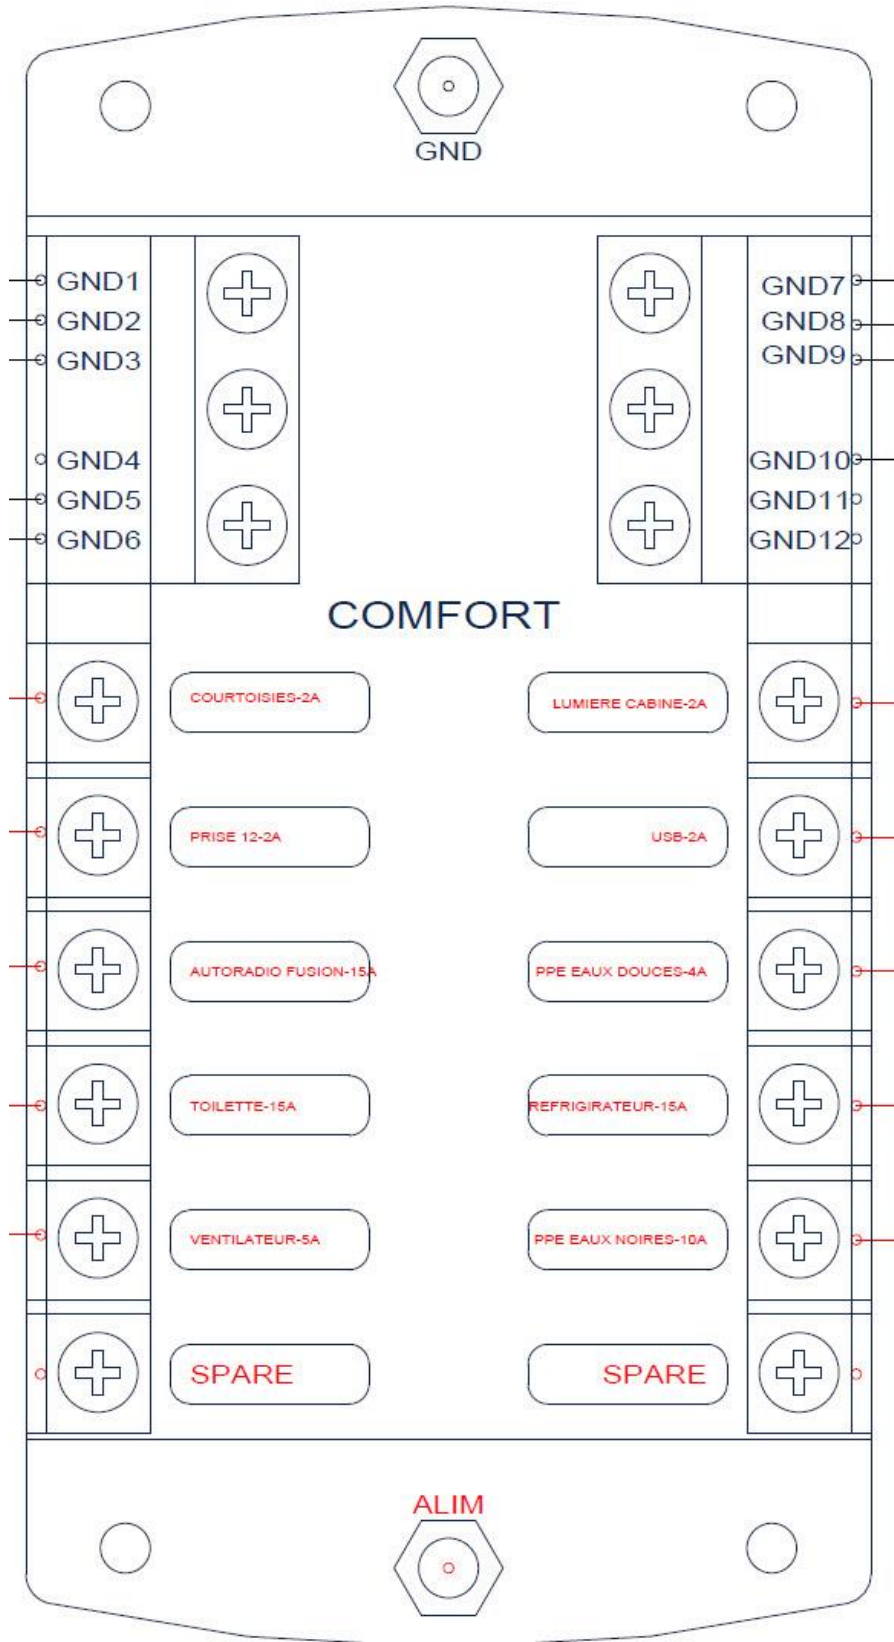 GND
GND1
GND7
GND2
GND8
GND3
GND9
GND4
GND10
GND5
GND11
GND6
GND12
COMFORT
COURTOISIES-2A
LUMIERE CABINE-2A
PRISE 12-2A
USB-2A
AUTORADIO FUSION-15A
PPE EAUX DOUCES-4A
TOILETTE-15A
REFRIGIRATEUR-15A
VENTILATEUR-5A
PPE EAUX NOIRES-10A
SPARE
SPARE
ALIM